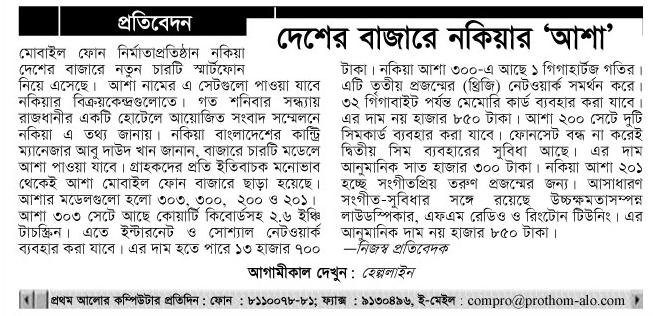 প্রতিবেদন
দেশের বাজারে নকিয়ার ‘আশা’
মোবাইল ফোন নির্মাতাপ্রতিষ্ঠান নকিয়া
দেশের বাজারে নতুন চারটি স্মার্টফোন
নিয়ে এসেছে। আশা নামের এ সেটগুলো পাওয়া যাবে
নকিয়ার বিক্রয়কেন্দ্রগুলোতে। গত শনিবার সন্ধ্যায়
রাজধানীর একটি হোটেলে আয়োজিত সংবাদ সম্মেলনে
নকিয়া এ তথ্য জানায়। নকিয়া বাংলাদেশের কান্ট্রি
ম্যানেজার আবু দাউদ খান জানান, বাজারে চারটি মডেলে
আশা পাওয়া যাবে। গ্রাহকদের প্রতি ইতিবাচক মনোভাব
থেকেই আশা মোবাইল ফোন বাজারে ছাড়া হয়েছে।
আশার মডেলগুলো হলো ৩০৩, ৩০০, ২০০ ও ২০১।
আশা ৩০৩ সেটে আছে কোয়ার্টি কিবোর্ডসহ ২.৬ ইঞ্চি
টাচস্ক্রিন। এতে ইন্টারনেট ও সোশ্যাল নেটওয়ার্ক
ব্যবহার করা যাবে। এর দাম হতে পারে ১৩ হাজার ৭০০
টাকা। নকিয়া আশা ৩০০-এ আছে ১ গিগাহার্টজ গতির।
এটি তৃতীয় প্রজন্মের (থ্রিজি) নেটওয়ার্ক সমর্থন করে।
৩২ গিগাবাইট পর্যন্ত মেমোরি কার্ড ব্যবহার করা যাবে।
এর দাম নয় হাজার ৮৫০ টাকা। আশা ২০০ সেটে দুটি
সিমকার্ড ব্যবহার করা যাবে। ফোনসেট বন্ধ না করেই
দ্বিতীয় সিম ব্যবহারের সুবিধা আছে। এর দাম
আনুমানিক সাত হাজার ৩০০ টাকা। নকিয়া আশা ২০১
হচ্ছে সংগীতপ্রিয় তরুণ প্রজন্মের জন্য। আসাধারণ
সংগীত-সুবিধার সঙ্গে রয়েছে উচ্চক্ষমতাসম্পন্ন
লাউডস্পিকার, এফএম রেডিও ও রিংটোন টিউনিং। এর
আনুমানিক দাম নয় হাজার ৮৫০ টাকা।
—নিজস্ব প্রতিবেদক
আগামীকাল দেখুন : হেল্পলাইন
প্রথম আলোর কম্পিউটার প্রতিদিন : ফোন : ৮১১০০৭৮-৮১; ফ্যাক্স : ৯১৩০৪৯৬, ই-মেইল : compro@prothom-alo.com